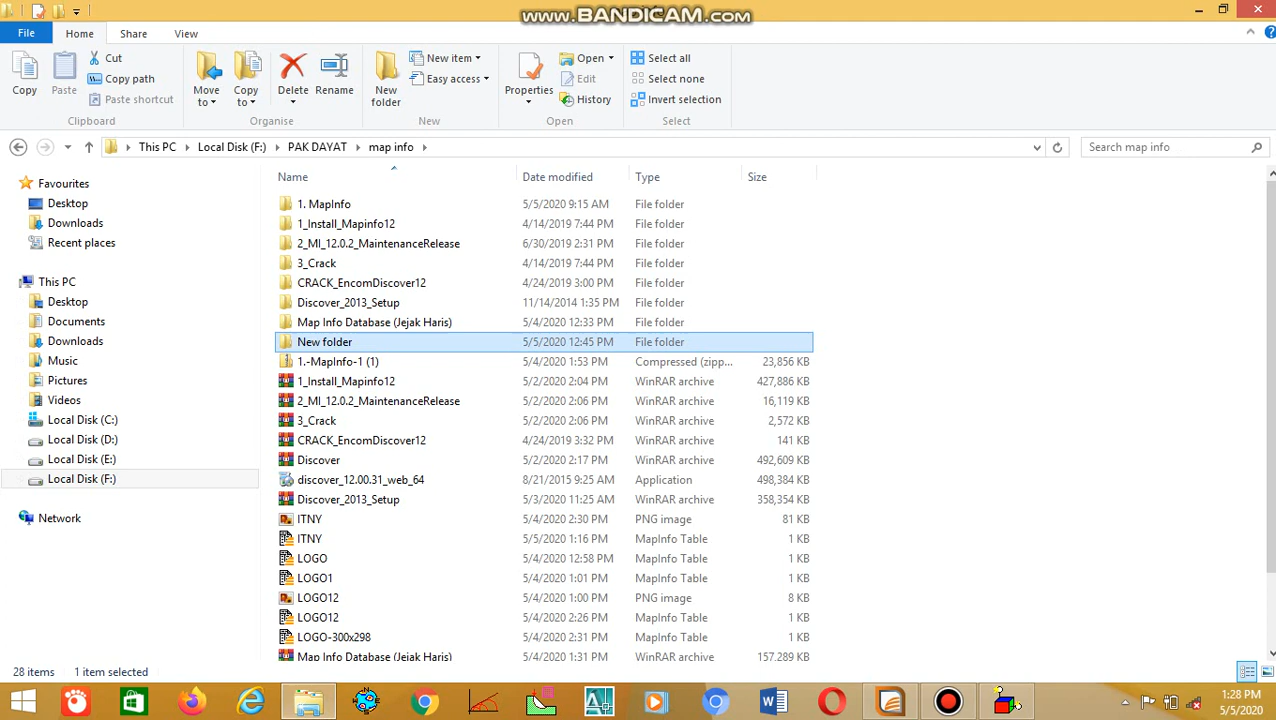 www.BANDICAM.com
File Home Share View
Copy
Paste
Cut
Copy path
Paste shortcut
Clipboard
Move to
Copy to
Delete
Rename
Organise
New folder
New item
Easy access
New
Properties
Open
Edit
History
Open
Select all
Select none
Invert selection
Select
This PC Local Disk (F:) PAK DAYAT map info
Search map info
Favourites
Desktop
Downloads
Recent places
This PC
Desktop
Documents
Downloads
Music
Pictures
Videos
Local Disk (C:)
Local Disk (D:)
Local Disk (E:)
Local Disk (F:)
Network
Name Date modified Type Size
1. MapInfo 5/5/2020 9:15 AM File folder
1_Install_Mapinfo12 4/14/2019 7:44 PM File folder
2_MI_12.0.2_MaintenanceRelease 6/30/2019 2:31 PM File folder
3_Crack 4/14/2019 7:44 PM File folder
CRACK_EncomDiscover12 4/24/2019 3:00 PM File folder
Discover_2013_Setup 11/14/2014 1:35 PM File folder
Map Info Database (Jejak Haris) 5/4/2020 12:33 PM File folder
New folder 5/5/2020 12:45 PM File folder
1.-MapInfo-1 (1) 5/4/2020 1:53 PM Compressed (zipp... 23,856 KB
1_Install_Mapinfo12 5/2/2020 2:04 PM WinRAR archive 427,886 KB
2_MI_12.0.2_MaintenanceRelease 5/2/2020 2:06 PM WinRAR archive 16,119 KB
3_Crack 5/2/2020 2:06 PM WinRAR archive 2,572 KB
CRACK_EncomDiscover12 4/24/2019 3:32 PM WinRAR archive 141 KB
Discover 5/2/2020 2:17 PM WinRAR archive 492,609 KB
discover_12.00.31_web_64 8/21/2015 9:25 AM Application 498,384 KB
Discover_2013_Setup 5/3/2020 11:25 AM WinRAR archive 358,354 KB
ITNY 5/4/2020 2:30 PM PNG image 81 KB
ITNY 5/5/2020 1:16 PM MapInfo Table 1 KB
LOGO 5/4/2020 12:58 PM MapInfo Table 1 KB
LOGO1 5/4/2020 1:01 PM MapInfo Table 1 KB
LOGO12 5/4/2020 1:00 PM PNG image 8 KB
LOGO12 5/4/2020 2:26 PM MapInfo Table 1 KB
LOGO-300x298 5/4/2020 2:31 PM MapInfo Table 1 KB
Map Info Database (Jejak Haris) 5/4/2020 1:31 PM WinRAR archive 157,289 KB
28 items 1 item selected
1:28 PM
5/5/2020